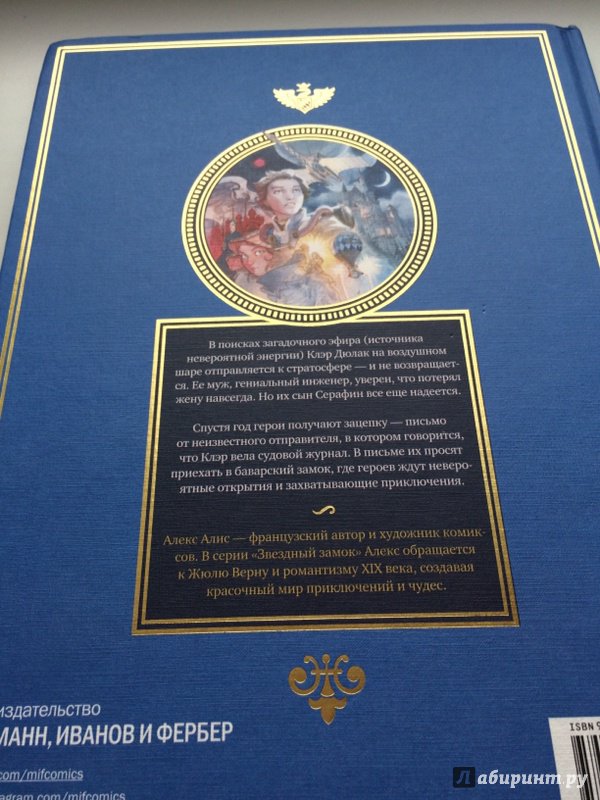 В поисках загадочного эфира (источника
невероятной энергии) Клэр Дюлак на воздушном
шаре отправляется к стратосфере — и не возвращает-
ся. Ее муж, гениальный инженер, уверен, что потерял
жену навсегда. Но их сын Серафин все еще надеется.
Спустя год герои получают зацепку — письмо
от неизвестного отправителя, в котором говорится,
что Клэр вела судовой журнал. В письме их просят
приехать в баварский замок, где героев ждут неверо-
ятные открытия и захватывающие приключения.
Алекс Алис — французский автор и художник комик-
сов. В серии «Звездный замок» Алекс обращается
к Жюлю Верну и романтизму XIX века, создавая
красочный мир приключений и чудес.
издательство
МАНН, ИВАНОВ И ФЕРБЕР
.com/mifcomics
agram.com/mifcomics
ISBN 9
Лабиринт.ру